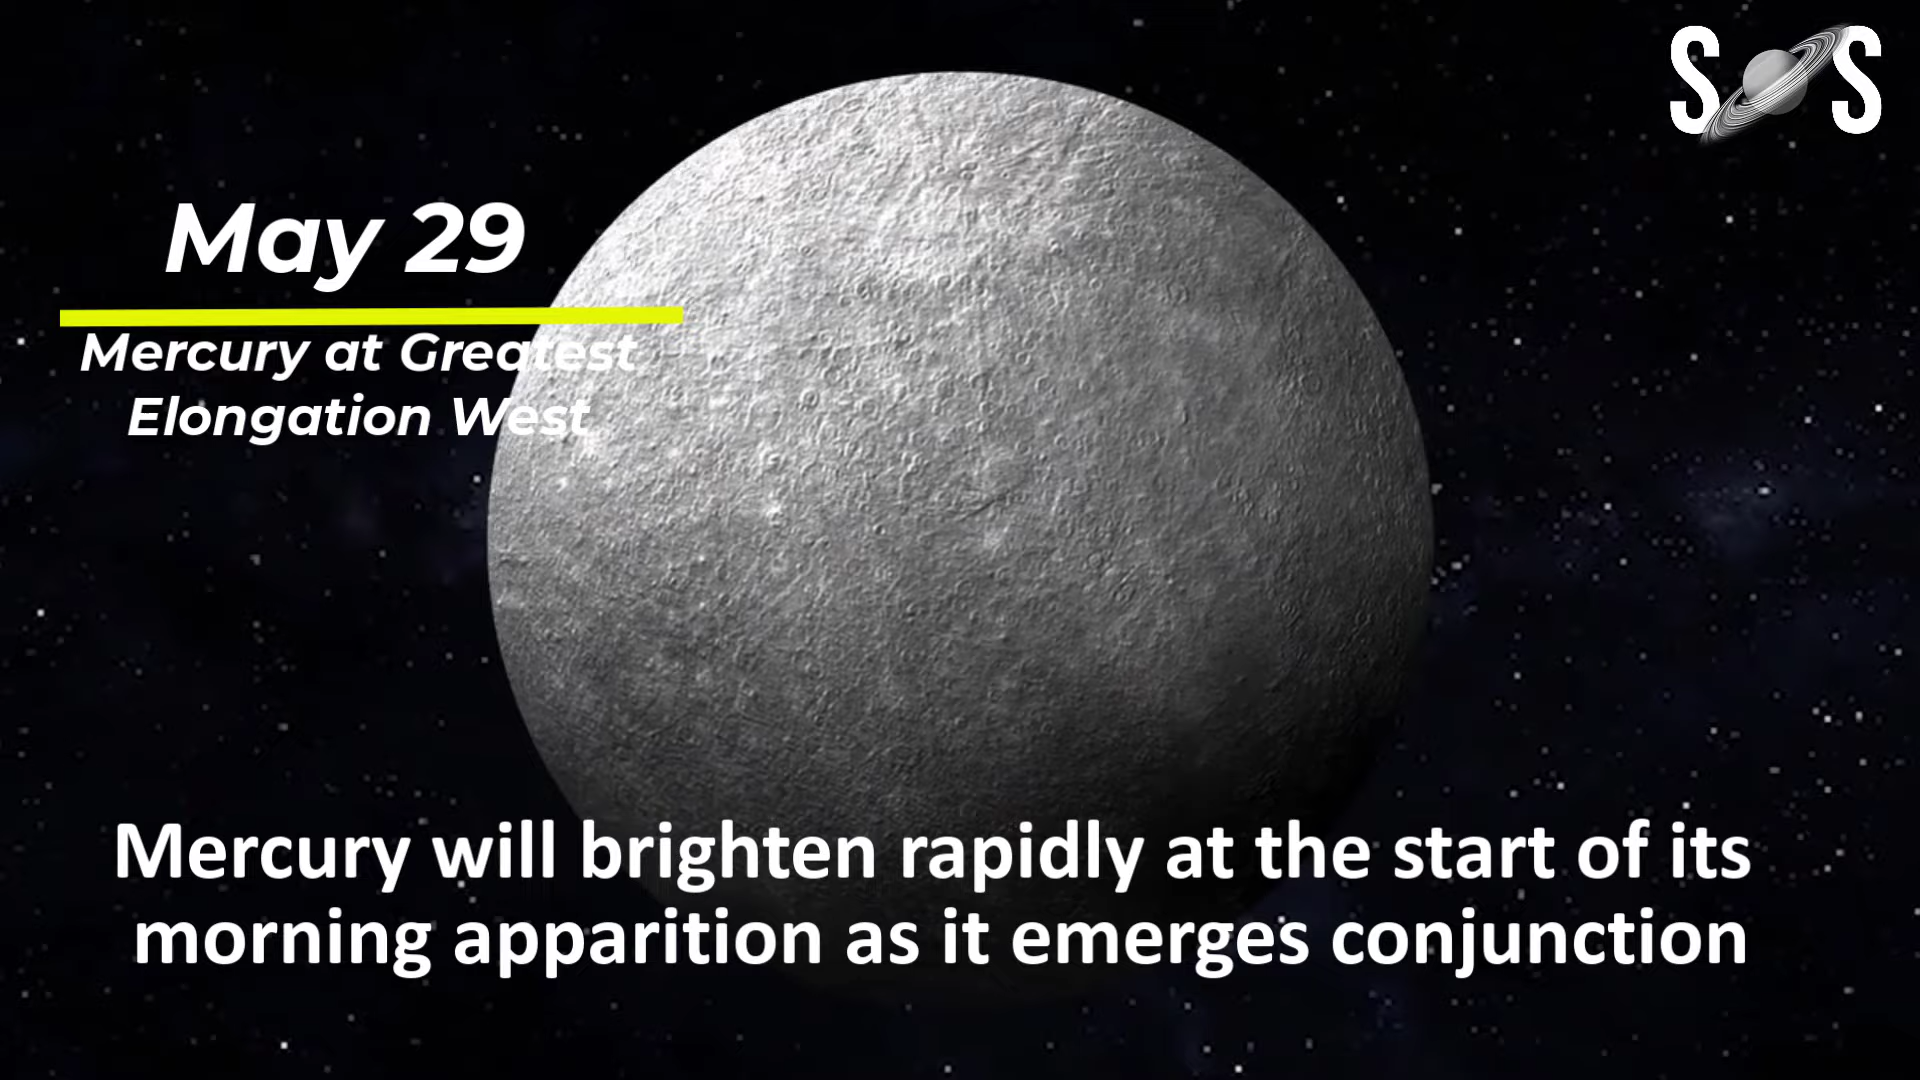 SOS
May 29
Mercury at Greatest
Elongation West
Mercury will brighten rapidly at the start of its
morning apparition as it emerges conjunction